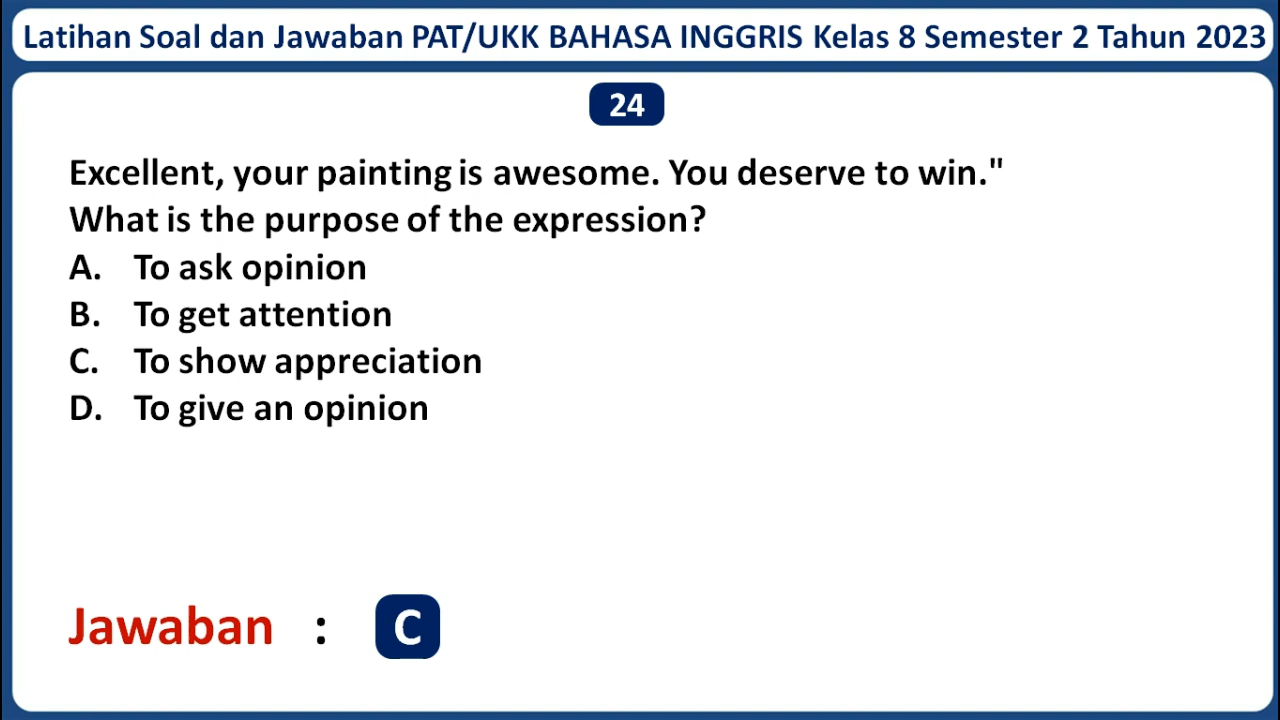 Latihan Soal dan Jawaban PAT/UKK BAHASA INGGRIS Kelas 8 Semester 2 Tahun 2023
24
Excellent, your painting is awesome. You deserve to win."
What is the purpose of the expression?
A. To ask opinion
B. To get attention
C. To show appreciation
D. To give an opinion
Jawaban : C